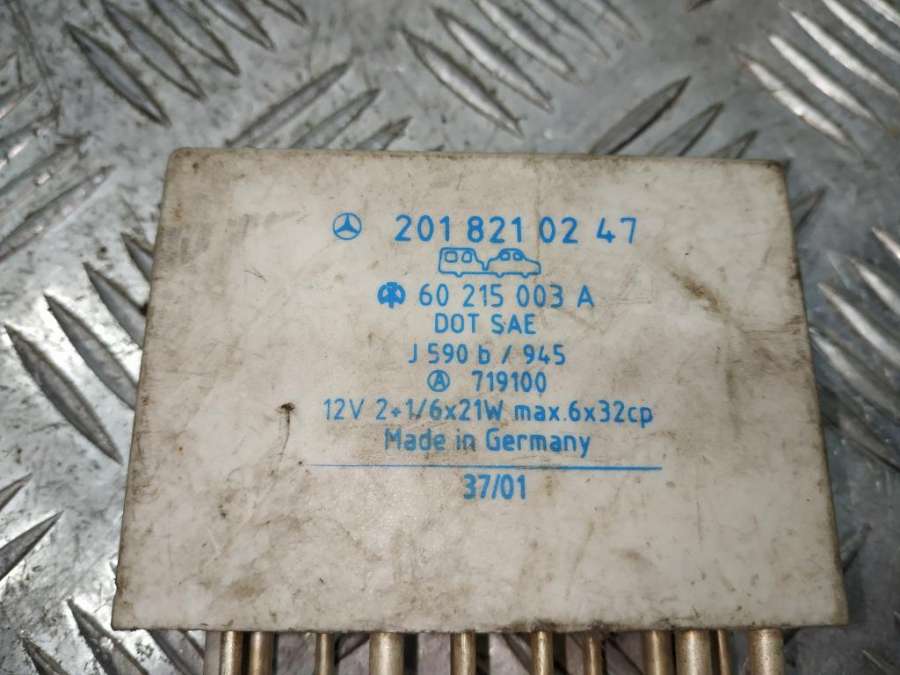 201 821 02 47
60 215 003 A
DOT SAE
J 590 b / 945
A 719100
12V 2+1/6x21W max.6x32cp
Made in Germany
37/01